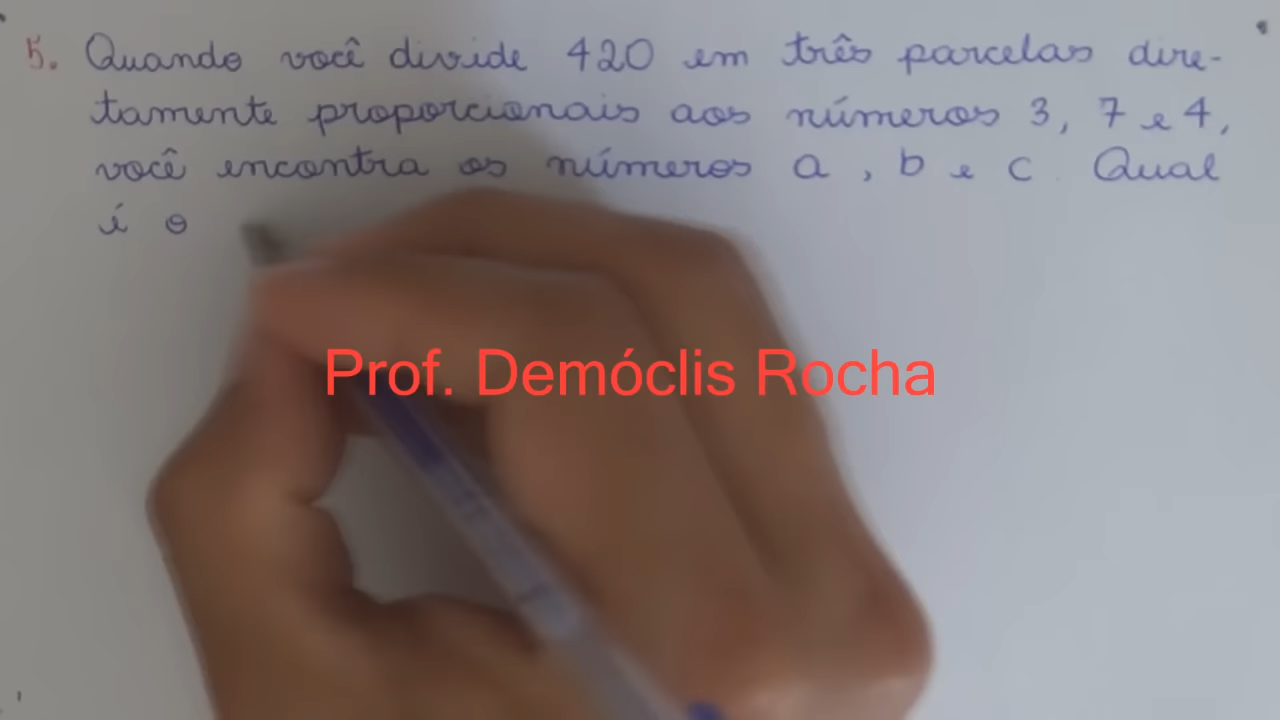 5. Quando você divide 420 em três parcelas dire-
tamente proporcionais aos números 3, 7 e 4,
você encontra os números a, b e c Qual
é o
Prof. Demóclis Rocha